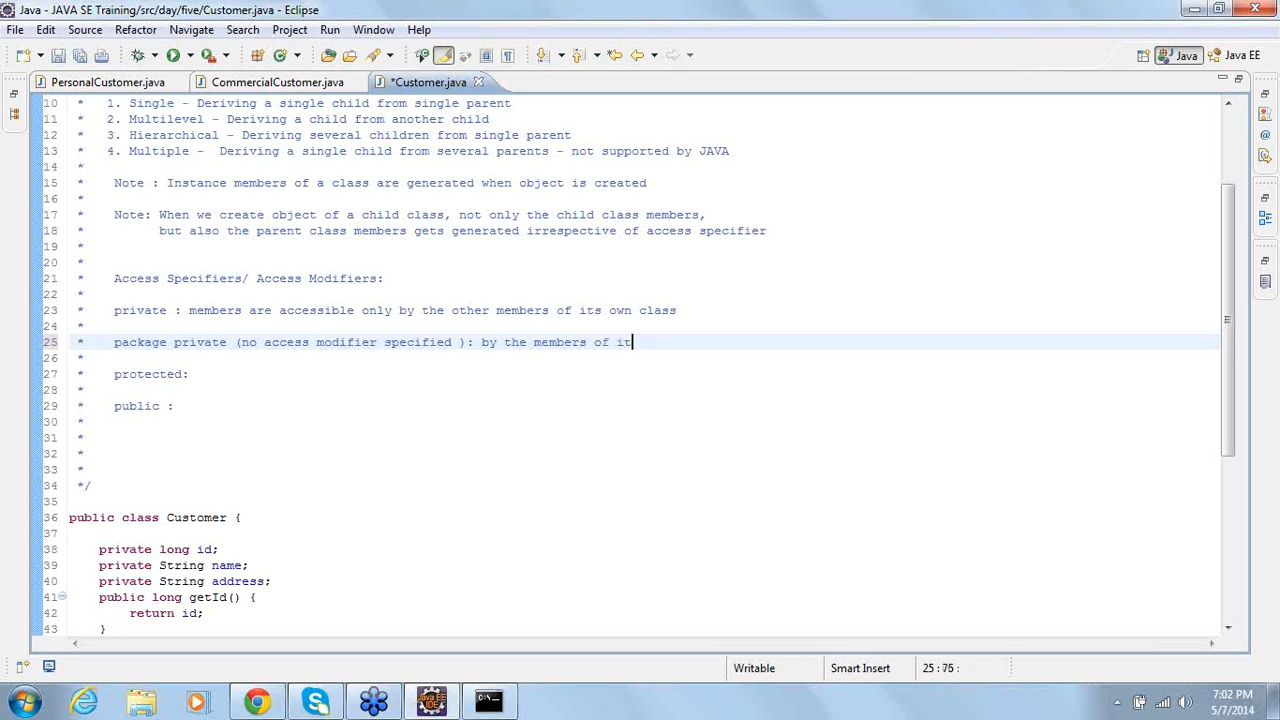 Java - JAVA SE Training/src/day/five/Customer.java - Eclipse
File Edit Source Refactor Navigate Search Project Run Window Help
Java Java EE
PersonalCustomer.java CommercialCustomer.java *Customer.java
10 * 1. Single - Deriving a single child from single parent
11 * 2. Multilevel - Deriving a child from another child
12 * 3. Hierarchical - Deriving several children from single parent
13 * 4. Multiple - Deriving a single child from several parents - not supported by JAVA
14 *
15 * Note : Instance members of a class are generated when object is created
16 *
17 * Note: When we create object of a child class, not only the child class members,
18 * but also the parent class members gets generated irrespective of access specifier
19 *
20 *
21 * Access Specifiers/ Access Modifiers:
22 *
23 * private : members are accessible only by the other members of its own class
24 *
25 * package private (no access modifier specified ): by the members of it
26 *
27 * protected:
28 *
29 * public :
30 *
31 *
32 *
33 *
34 */
35
36 public class Customer {
37
38 private long id;
39 private String name;
40 private String address;
41 public long getId() {
42 return id;
43 }
Writable Smart Insert 25 : 76 :
Java EE IDE
7:02 PM
5/7/2014